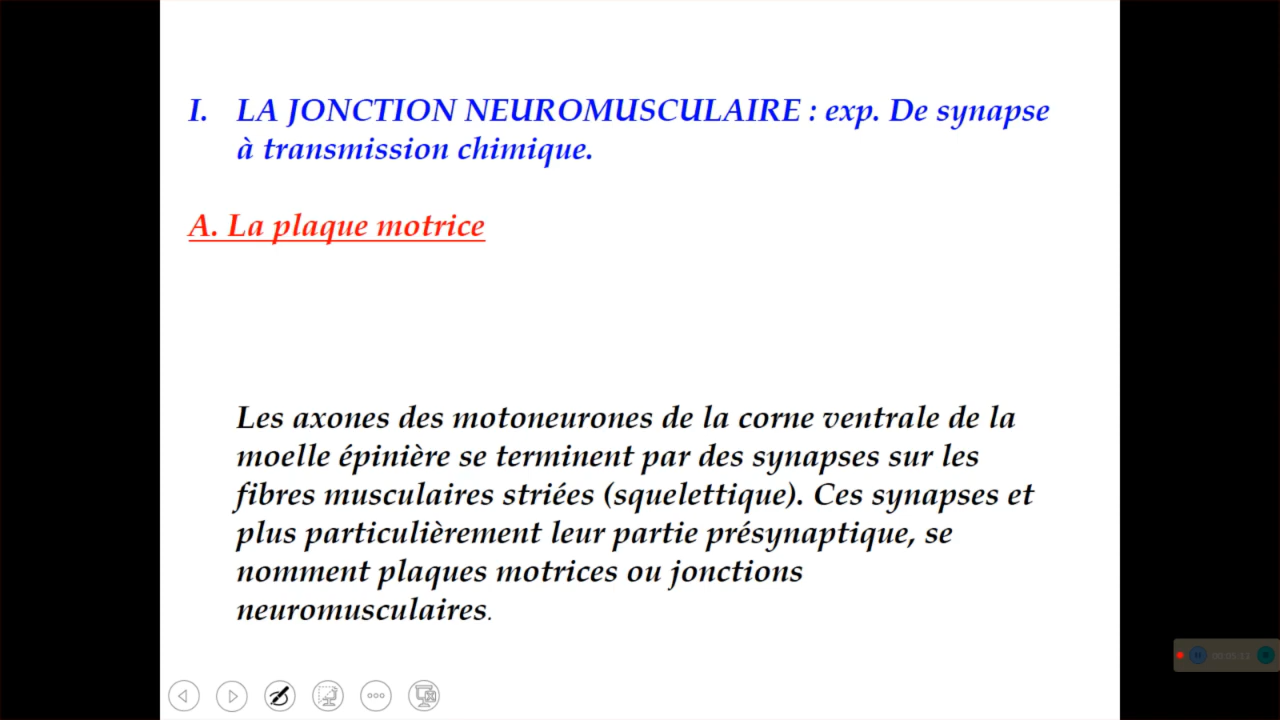 I. LA JONCTION NEUROMUSCULAIRE : exp. De synapse
à transmission chimique.
A. La plaque motrice
Les axones des motoneurones de la corne ventrale de la
moelle épinière se terminent par des synapses sur les
fibres musculaires striées (squelettique). Ces synapses et
plus particulièrement leur partie présynaptique, se
nomment plaques motrices ou jonctions
neuromusculaires.